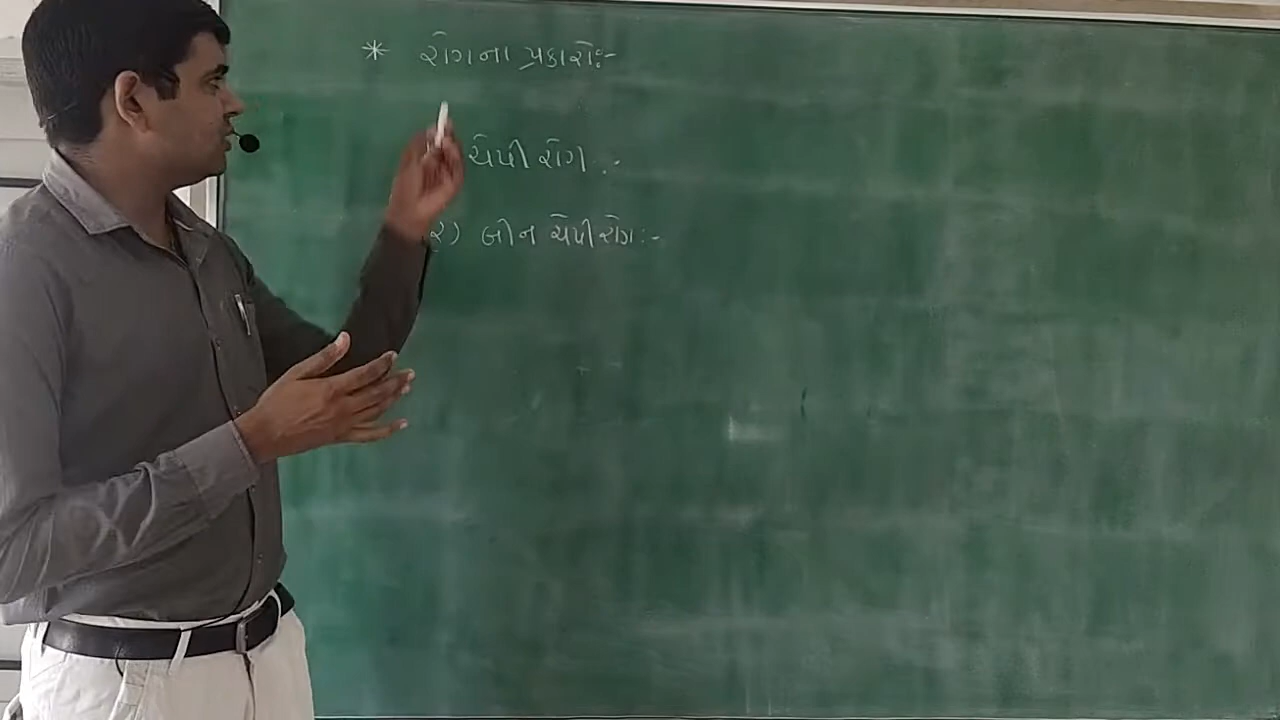 * રોગના પ્રકારોઃ-
ચેપી રોગ :-
૨) બીન ચેપીરોગ :-